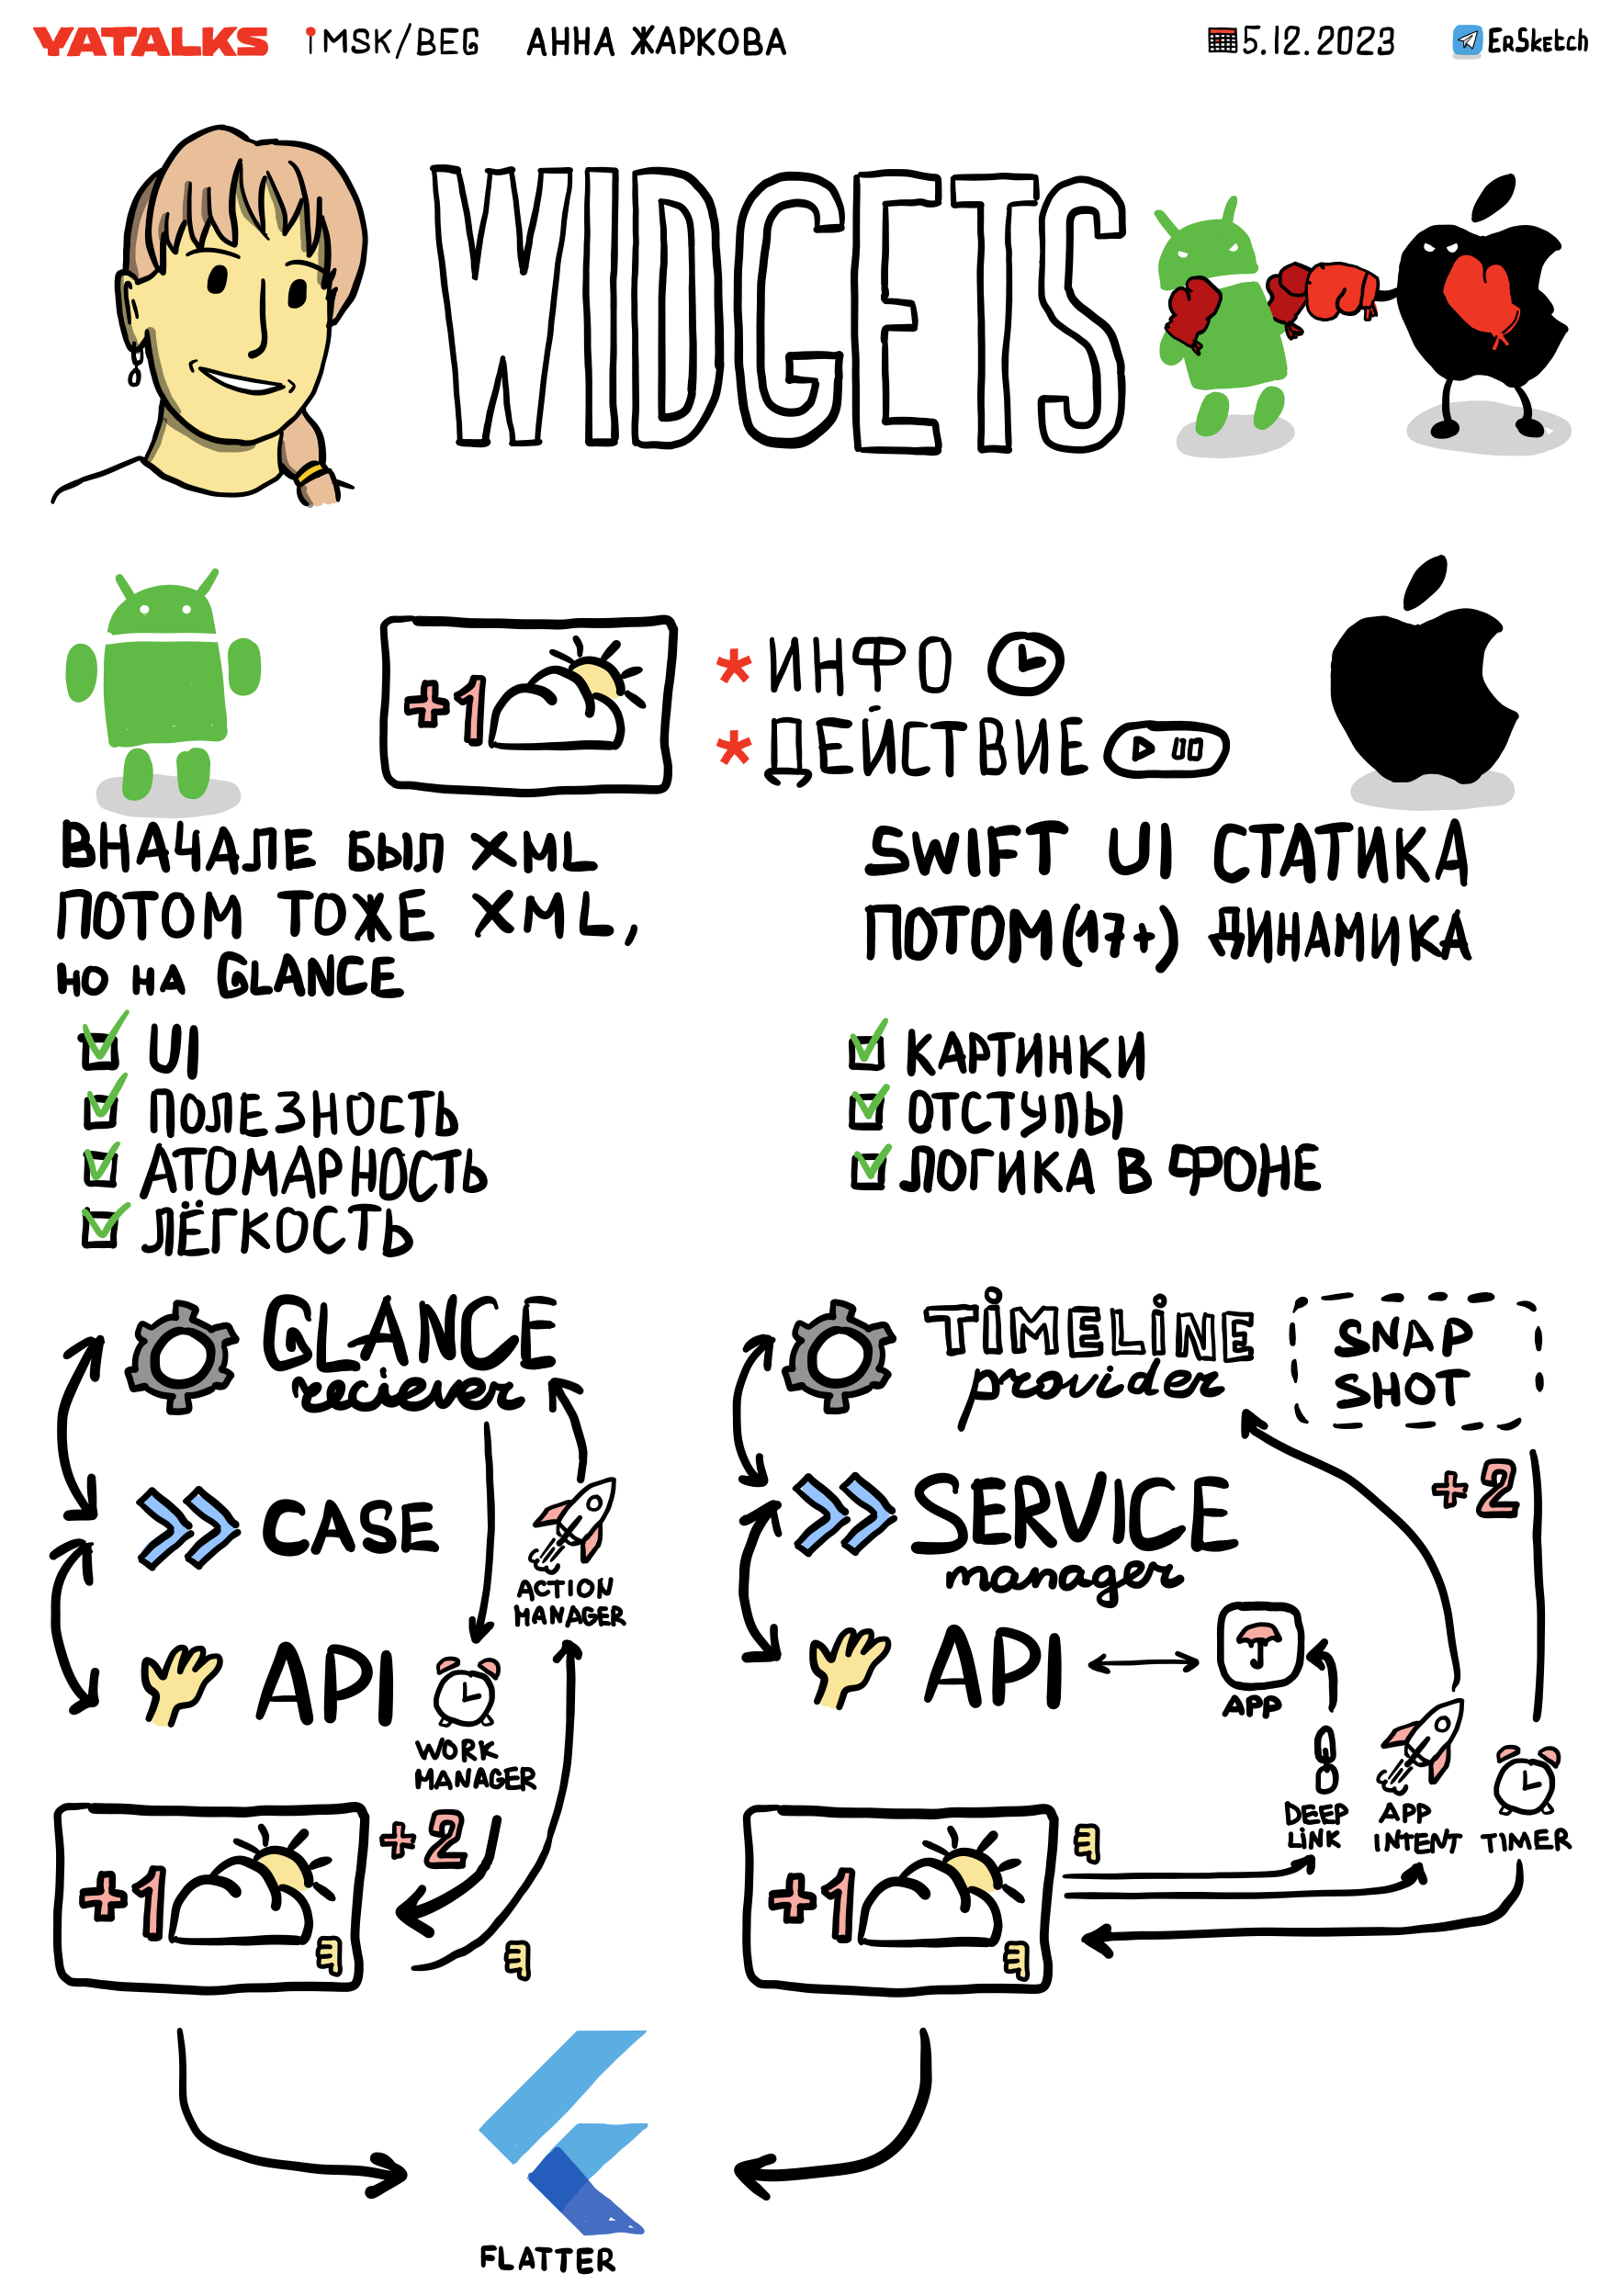 YATALKS
MSK/BEG
АННА ЖАРКОВА
5.12.2023
ERSketch
WIDGETS
+1
* ИНФО
* ДЕЙСТВИЕ
ВНАЧАЛЕ БЫЛ XML
ПОТОМ ТОЖЕ XML,
НО НА GLANCE
UI
ПОЛЕЗНОСТЬ
АТОМАРНОСТЬ
ЛЁГКОСТЬ
SWIFT UI СТАТИКА
ПОТОМ (17+) ДИНАМИКА
КАРТИНКИ
ОТСТУПЫ
ЛОГИКА В ФОНЕ
GLANCE
reciever
CASE
ACTION
MANAGER
API
WORK
MANAGER
+2
+1
TIMELINE
provider
SNAP
SHOT
+2
SERVICE
manager
API
APP
DEEP
LINK
APP
INTENT
TIMER
+1
FLATTER